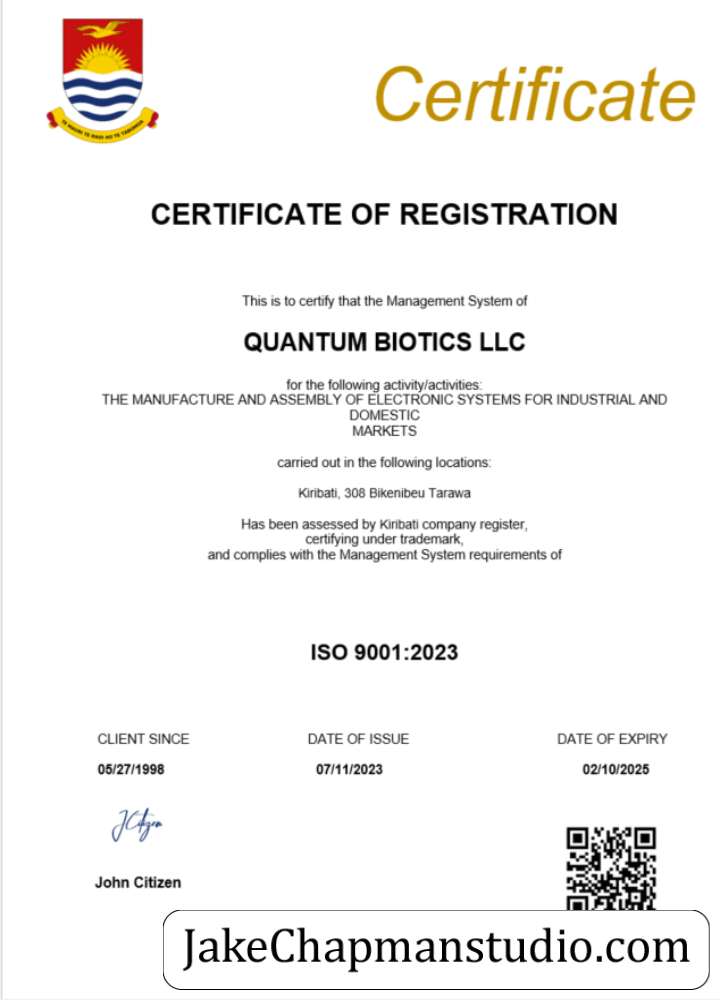 TE MAURI TE RAOI AO TE TABOMOA
Certificate
CERTIFICATE OF REGISTRATION
This is to certify that the Management System of
QUANTUM BIOTICS LLC
for the following activity/activities:
THE MANUFACTURE AND ASSEMBLY OF ELECTRONIC SYSTEMS FOR INDUSTRIAL AND
DOMESTIC
MARKETS
carried out in the following locations:
Kiribati, 308 Bikenibeu Tarawa
Has been assessed by Kiribati company register,
certifying under trademark,
and complies with the Management System requirements of
ISO 9001:2023
CLIENT SINCE DATE OF ISSUE DATE OF EXPIRY
05/27/1998 07/11/2023 02/10/2025
JCitizen
John Citizen
JakeChapmanstudio.com